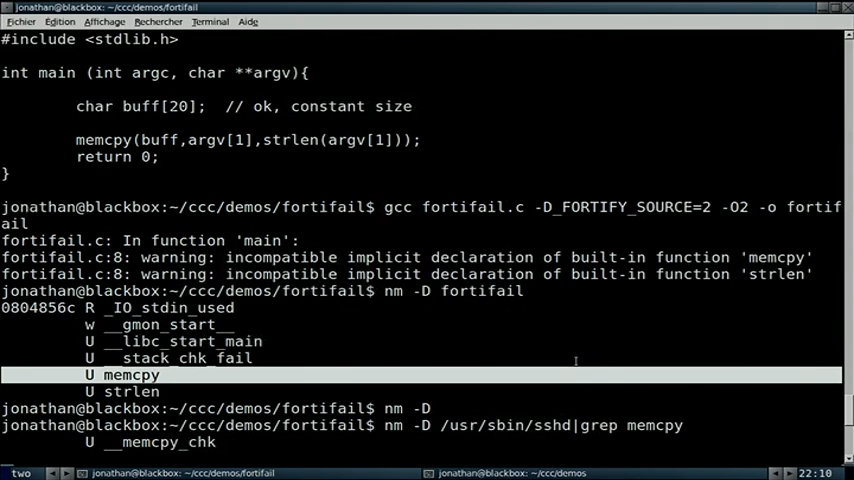 jonathan@blackbox: ~/ccc/demos/fortifail
Fichier Édition Affichage Rechercher Terminal Aide
#include <stdlib.h>
int main (int argc, char **argv){
char buff[20]; // ok, constant size
memcpy(buff,argv[1],strlen(argv[1]));
return 0;
}
jonathan@blackbox:~/ccc/demos/fortifail$ gcc fortifail.c -D_FORTIFY_SOURCE=2 -O2 -o fortif
ail
fortifail.c: In function 'main':
fortifail.c:8: warning: incompatible implicit declaration of built-in function 'memcpy'
fortifail.c:8: warning: incompatible implicit declaration of built-in function 'strlen'
jonathan@blackbox:~/ccc/demos/fortifail$ nm -D fortifail
0804856c R _IO_stdin_used
w __gmon_start__
U __libc_start_main
U __stack_chk_fail
U memcpy
U strlen
jonathan@blackbox:~/ccc/demos/fortifail$ nm -D
jonathan@blackbox:~/ccc/demos/fortifail$ nm -D /usr/sbin/sshd|grep memcpy
U __memcpy_chk
two jonathan@blackbox: ~/ccc/demos/fortifail jonathan@blackbox: ~/ccc/demos 22:10